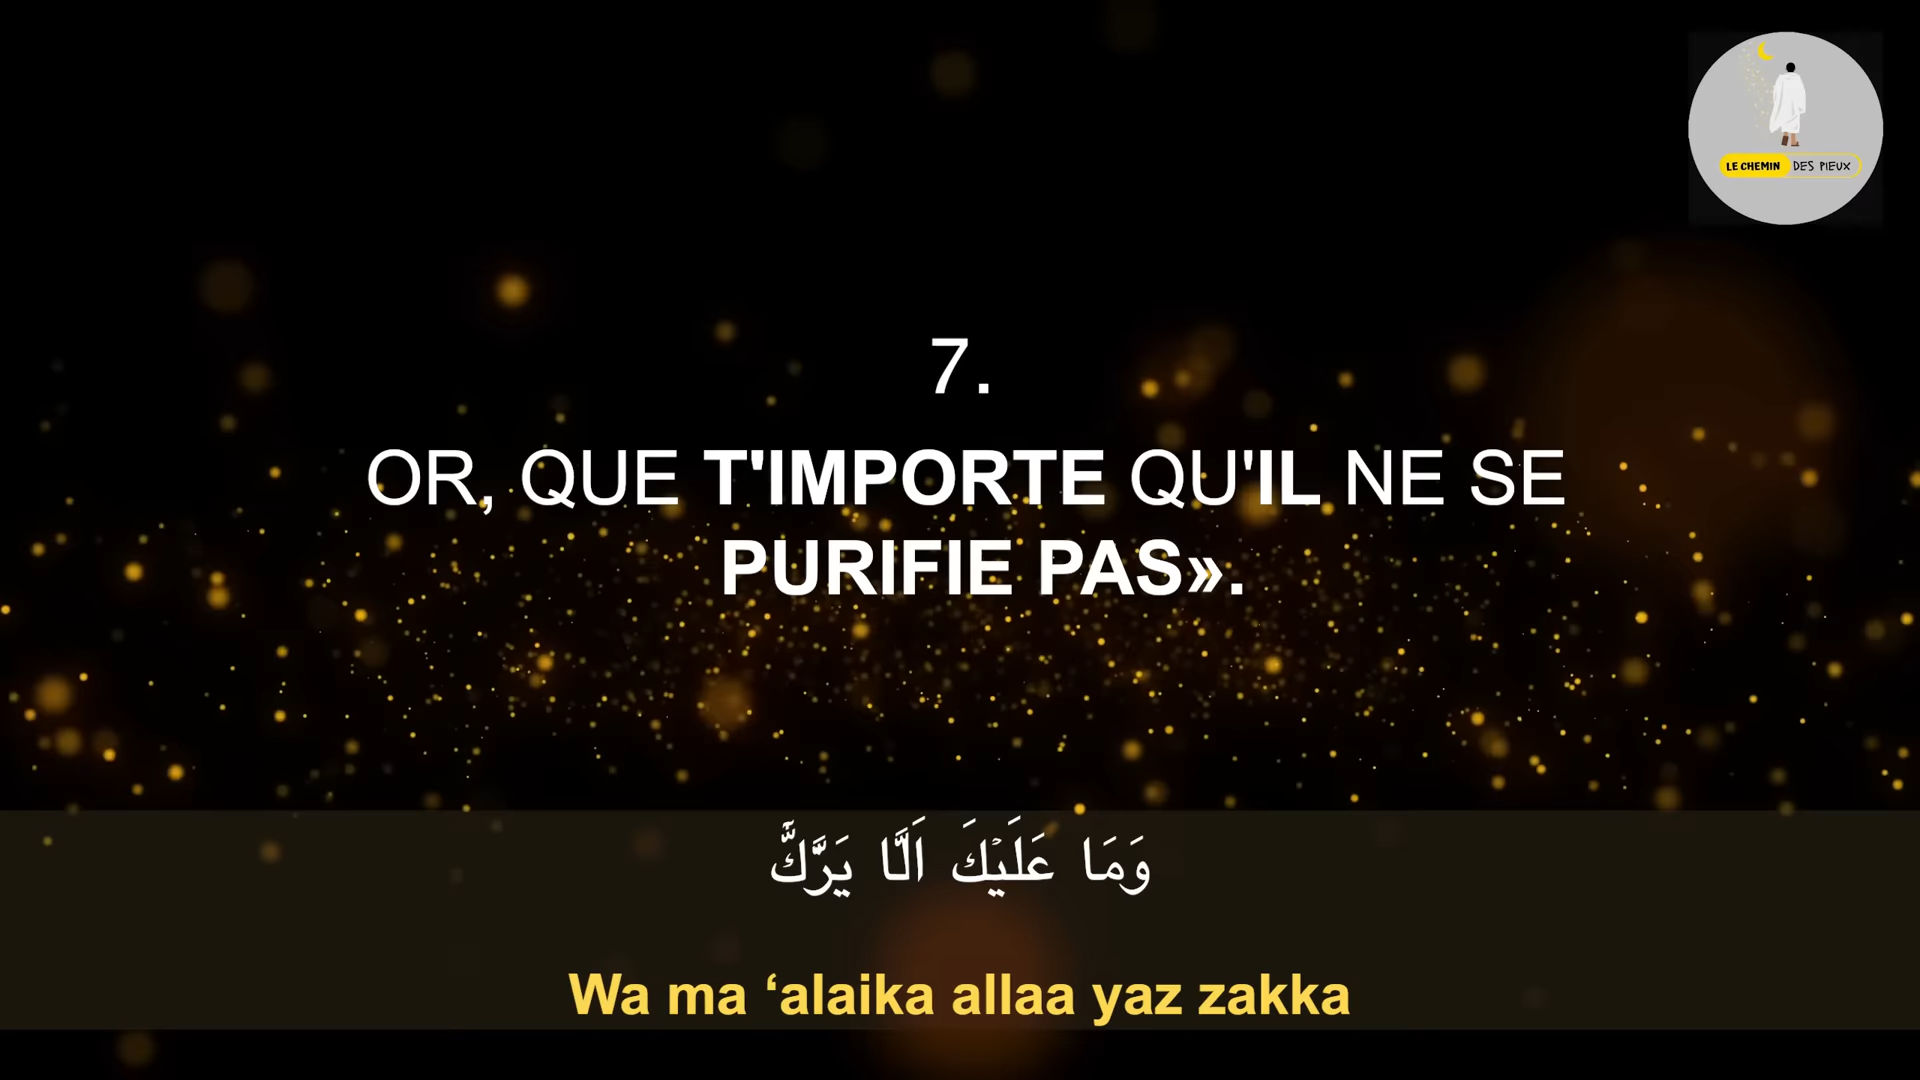 LE CHEMIN DES PIEUX
7.
OR, QUE T'IMPORTE QU'IL NE SE
PURIFIE PAS».
وَمَا عَلَيْكَ اَلَّا يَزَّكّٰى
Wa ma ‘alaika allaa yaz zakka